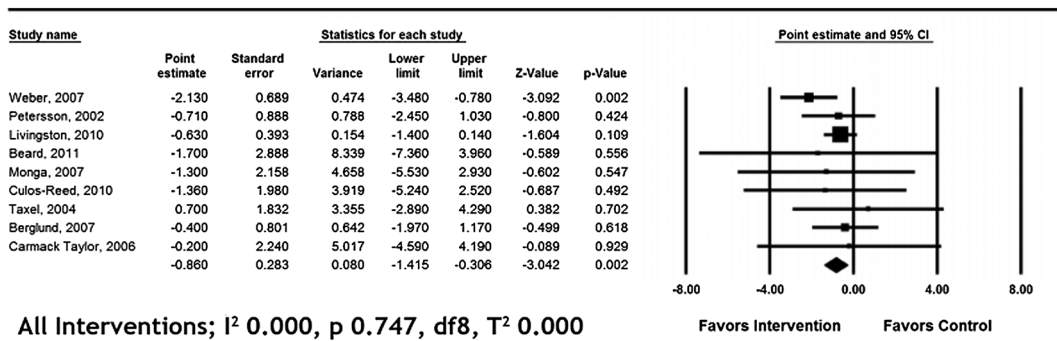 Study name Statistics for each study Point estimate and 95% CI
Point estimate Standard error Variance Lower limit Upper limit Z-Value p-Value
Weber, 2007 -2.130 0.689 0.474 -3.480 -0.780 -3.092 0.002
Petersson, 2002 -0.710 0.888 0.788 -2.450 1.030 -0.800 0.424
Livingston, 2010 -0.630 0.393 0.154 -1.400 0.140 -1.604 0.109
Beard, 2011 -1.700 2.888 8.339 -7.360 3.960 -0.589 0.556
Monga, 2007 -1.300 2.158 4.658 -5.530 2.930 -0.602 0.547
Culos-Reed, 2010 -1.360 1.980 3.919 -5.240 2.520 -0.687 0.492
Taxel, 2004 0.700 1.832 3.355 -2.890 4.290 0.382 0.702
Berglund, 2007 -0.400 0.801 0.642 -1.970 1.170 -0.499 0.618
Carmack Taylor, 2006 -0.200 2.240 5.017 -4.590 4.190 -0.089 0.929
-0.860 0.283 0.080 -1.415 -0.306 -3.042 0.002
-8.00 -4.00 0.00 4.00 8.00
Favors Intervention Favors Control
All Interventions; I² 0.000, p 0.747, df8, T² 0.000